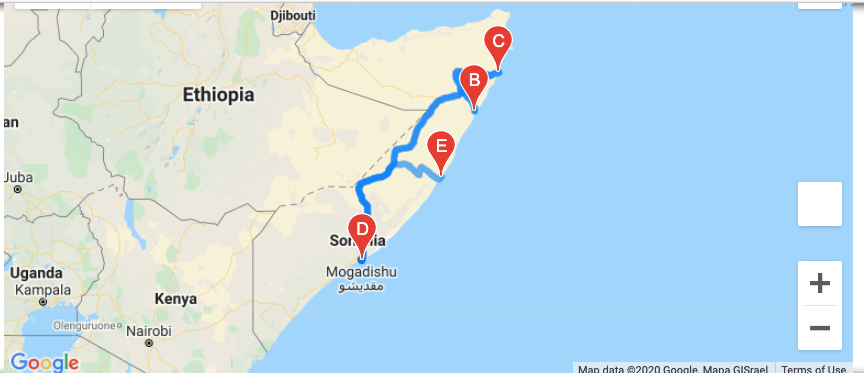 Djibouti
C
B
Ethiopia
an
E
Juba
D
Mogadishu
مقديشو
Uganda
Kampala
Kenya
Olenguruone
Nairobi
+
−
Google
Map data ©2020 Google, Mapa GISrael
Terms of Use